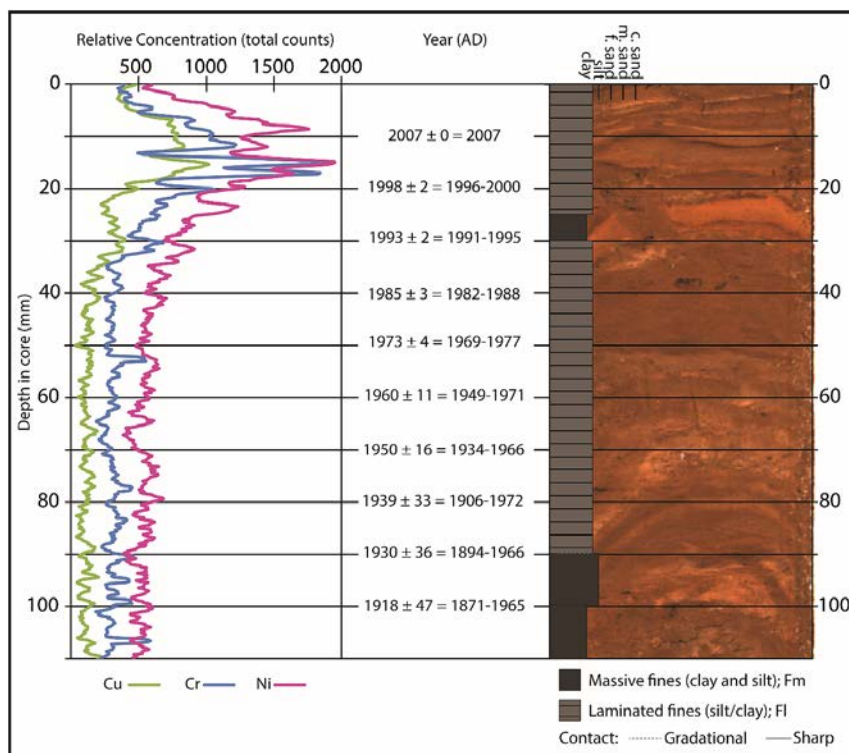 Relative Concentration (total counts)
Year (AD)
500 1000 1500 2000
clay
silt
f. sand
m. sand
c. sand
0
20
40
60
80
100
Depth in core (mm)
2007 ± 0 = 2007
1998 ± 2 = 1996-2000
1993 ± 2 = 1991-1995
1985 ± 3 = 1982-1988
1973 ± 4 = 1969-1977
1960 ± 11 = 1949-1971
1950 ± 16 = 1934-1966
1939 ± 33 = 1906-1972
1930 ± 36 = 1894-1966
1918 ± 47 = 1871-1965
0
20
40
60
80
100
Cu Cr Ni
Massive fines (clay and silt); Fm
Laminated fines (silt/clay); Fl
Contact: Gradational Sharp